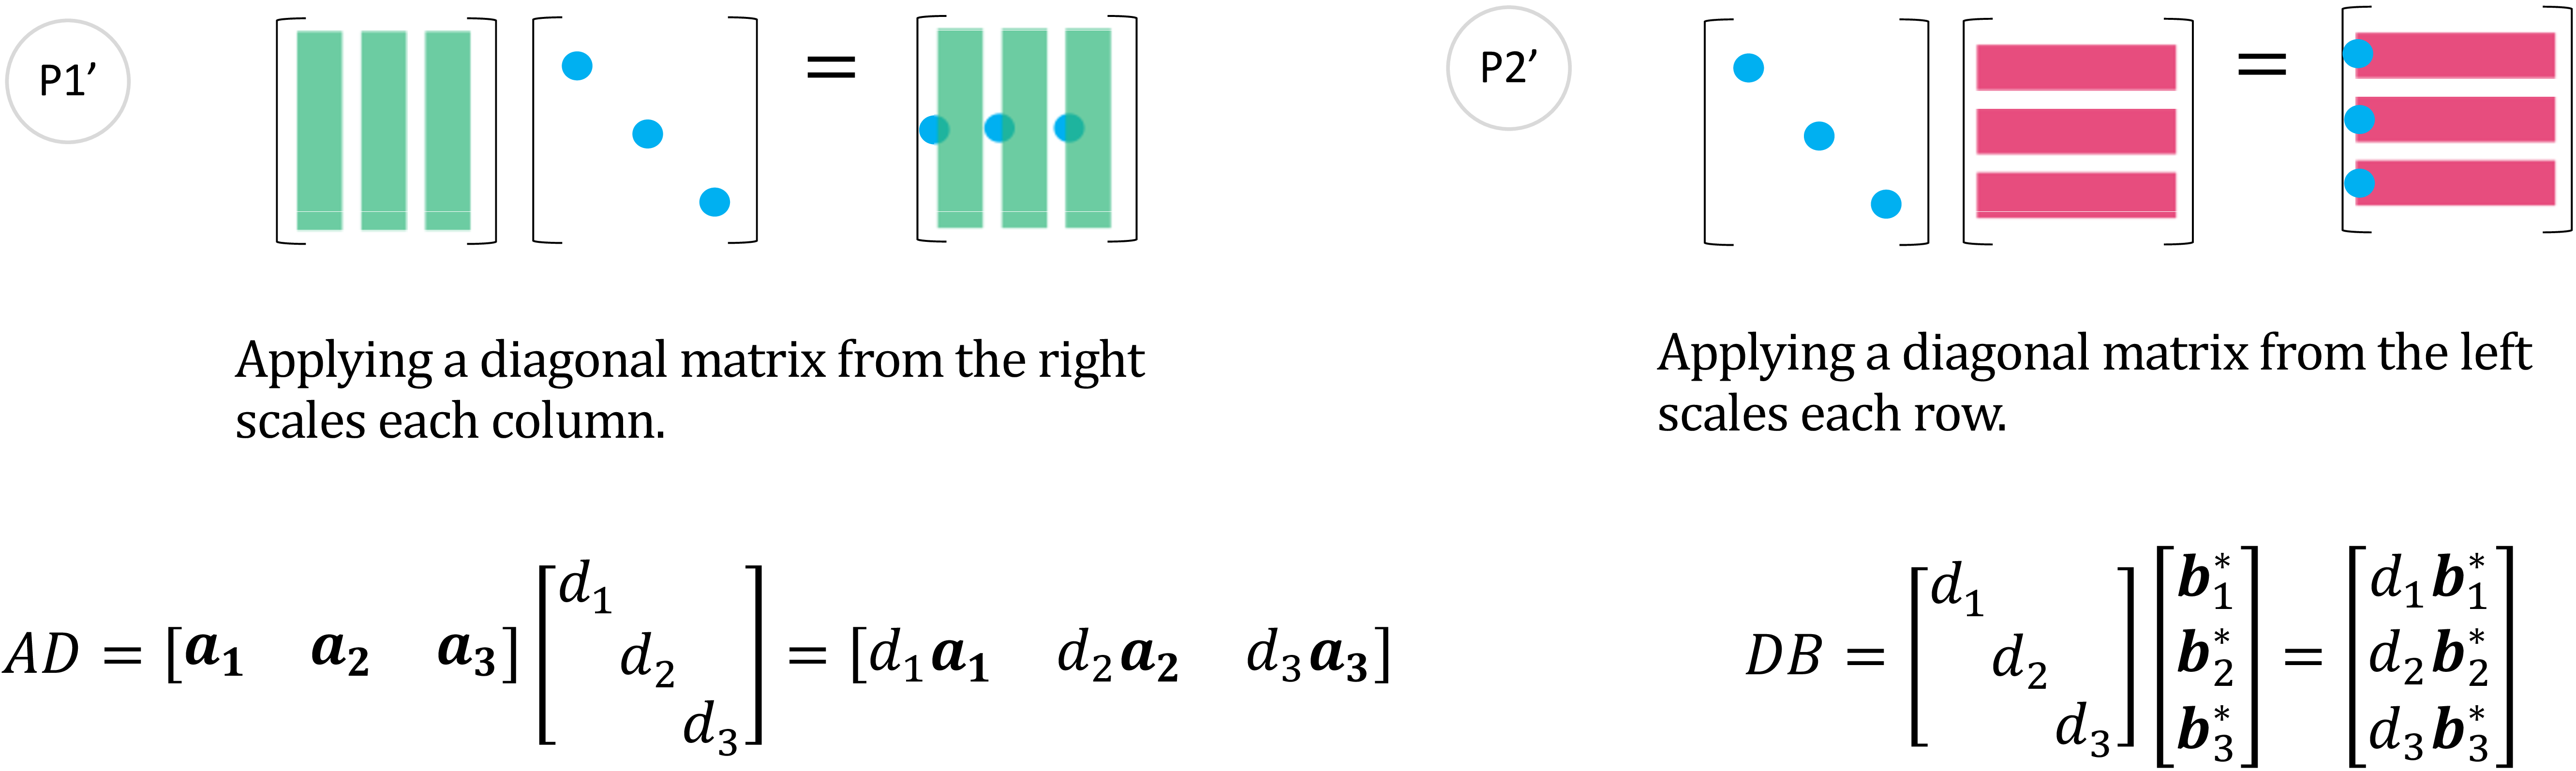 P1’
=
Applying a diagonal matrix from the right
scales each column.
AD = [a₁ a₂ a₃] [d₁ d₂ d₃] = [d₁a₁ d₂a₂ d₃a₃]
P2’
=
Applying a diagonal matrix from the left
scales each row.
DB = [d₁ d₂ d₃] [b₁* b₂* b₃*] = [d₁b₁* d₂b₂* d₃b₃*]